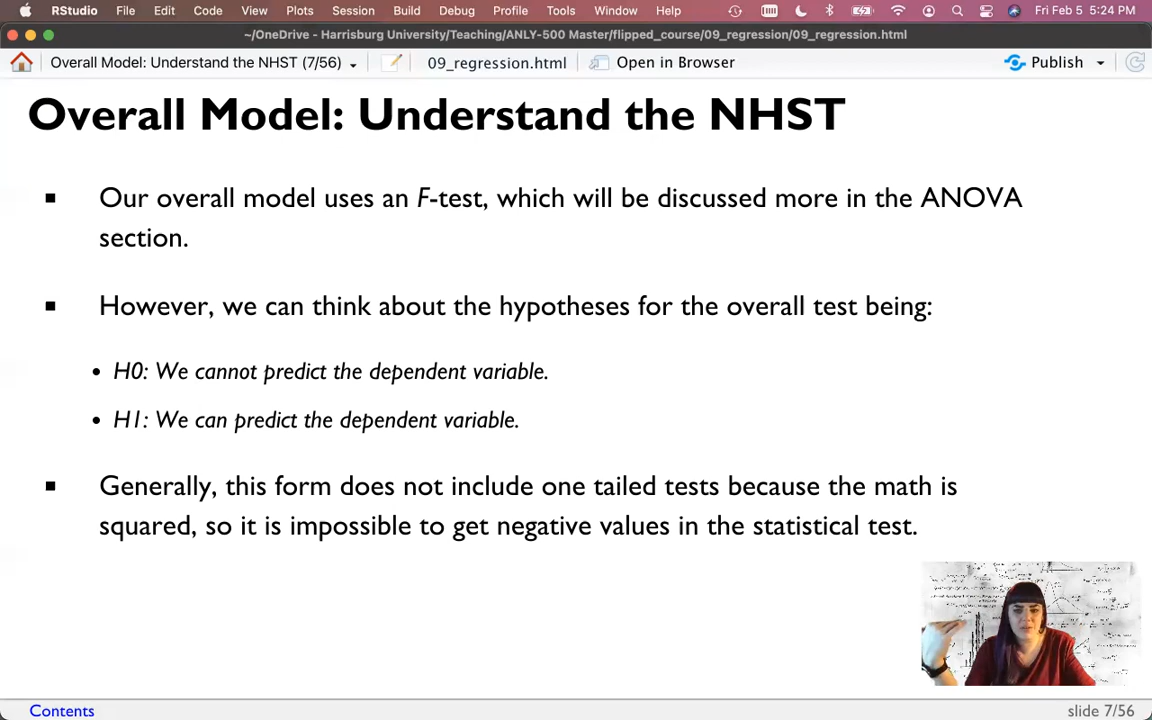 RStudio File Edit Code View Plots Session Build Debug Profile Tools Window Help Fri Feb 5 5:24 PM
~/OneDrive - Harrisburg University/Teaching/ANLY-500 Master/flipped_course/09_regression/09_regression.html
Overall Model: Understand the NHST (7/56) 09_regression.html Open in Browser Publish
Overall Model: Understand the NHST
▪ Our overall model uses an F-test, which will be discussed more in the ANOVA
section.
▪ However, we can think about the hypotheses for the overall test being:
• H0: We cannot predict the dependent variable.
• H1: We can predict the dependent variable.
▪ Generally, this form does not include one tailed tests because the math is
squared, so it is impossible to get negative values in the statistical test.
Contents slide 7/56